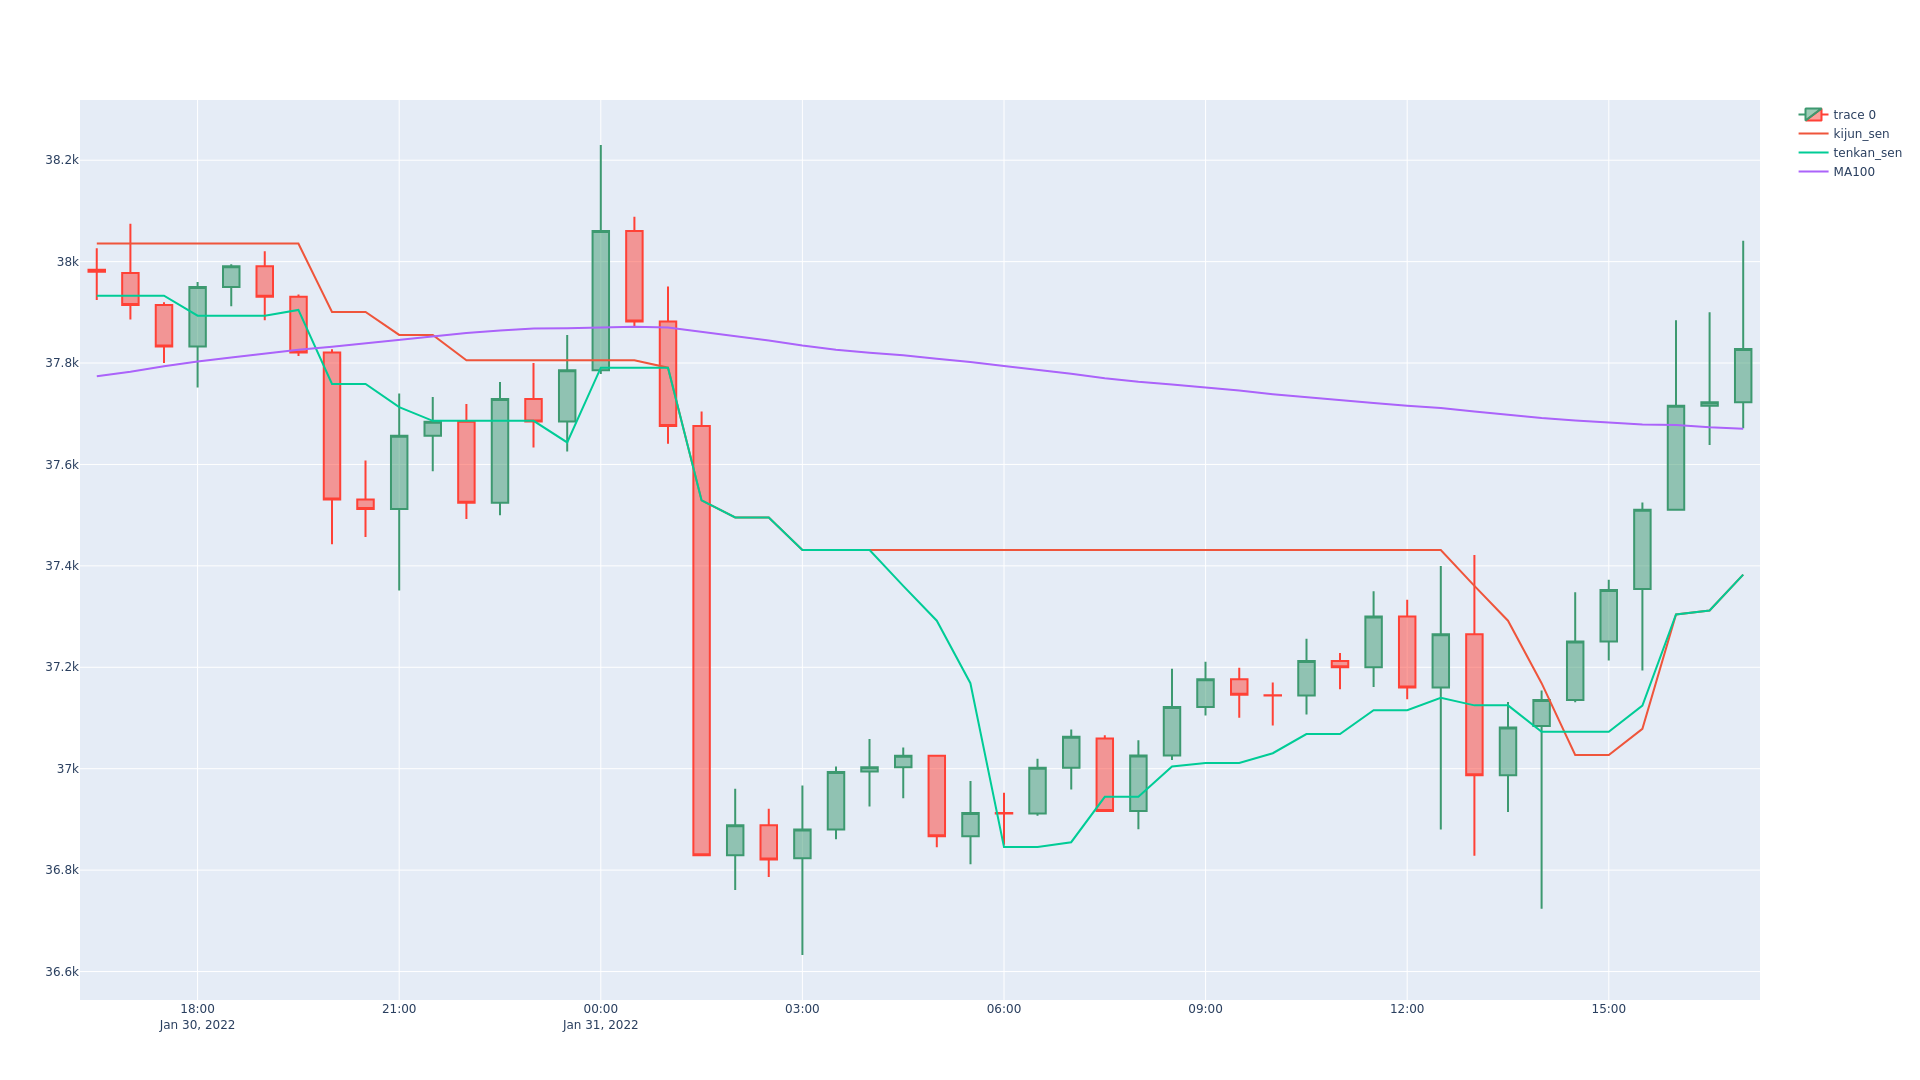 trace 0
kijun_sen
tenkan_sen
MA100
38.2k
38k
37.8k
37.6k
37.4k
37.2k
37k
36.8k
36.6k
18:00 21:00 00:00 03:00 06:00 09:00 12:00 15:00
Jan 30, 2022 Jan 31, 2022